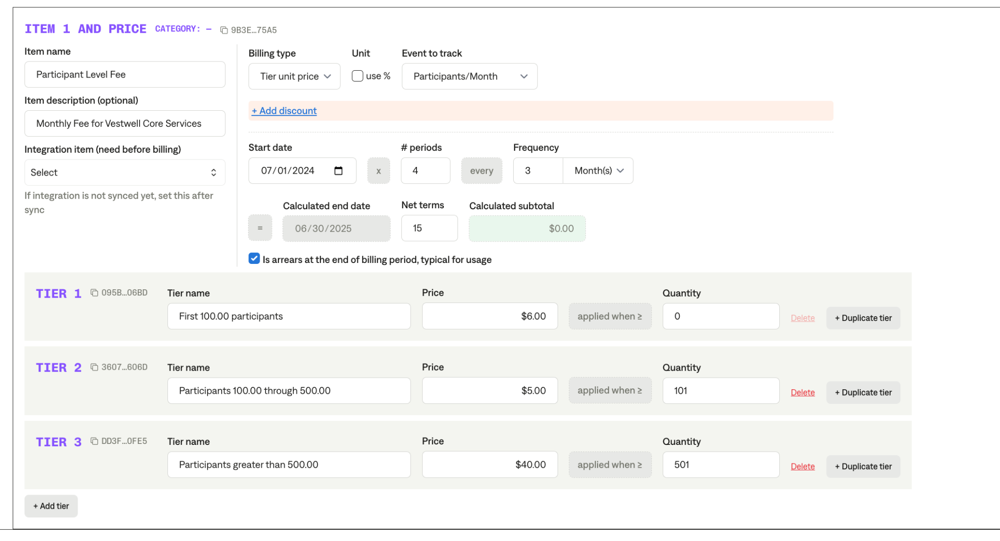 ITEM 1 AND PRICE CATEGORY: – 9B3E…75A5
Item name
Participant Level Fee
Item description (optional)
Monthly Fee for Vestwell Core Services
Integration item (need before billing)
Select
If integration is not synced yet, set this after
sync
Billing type Unit Event to track
Tier unit price use % Participants/Month
+ Add discount
Start date # periods Frequency
07/01/2024 x 4 every 3 Month(s)
Calculated end date Net terms Calculated subtotal
= 06/30/2025 15 $0.00
Is arrears at the end of billing period, typical for usage
TIER 1 095B…06BD Tier name Price Quantity
First 100.00 participants $6.00 applied when ≥ 0 Delete + Duplicate tier
TIER 2 3607…606D Tier name Price Quantity
Participants 100.00 through 500.00 $5.00 applied when ≥ 101 Delete + Duplicate tier
TIER 3 DD3F…0FE5 Tier name Price Quantity
Participants greater than 500.00 $40.00 applied when ≥ 501 Delete + Duplicate tier
+ Add tier